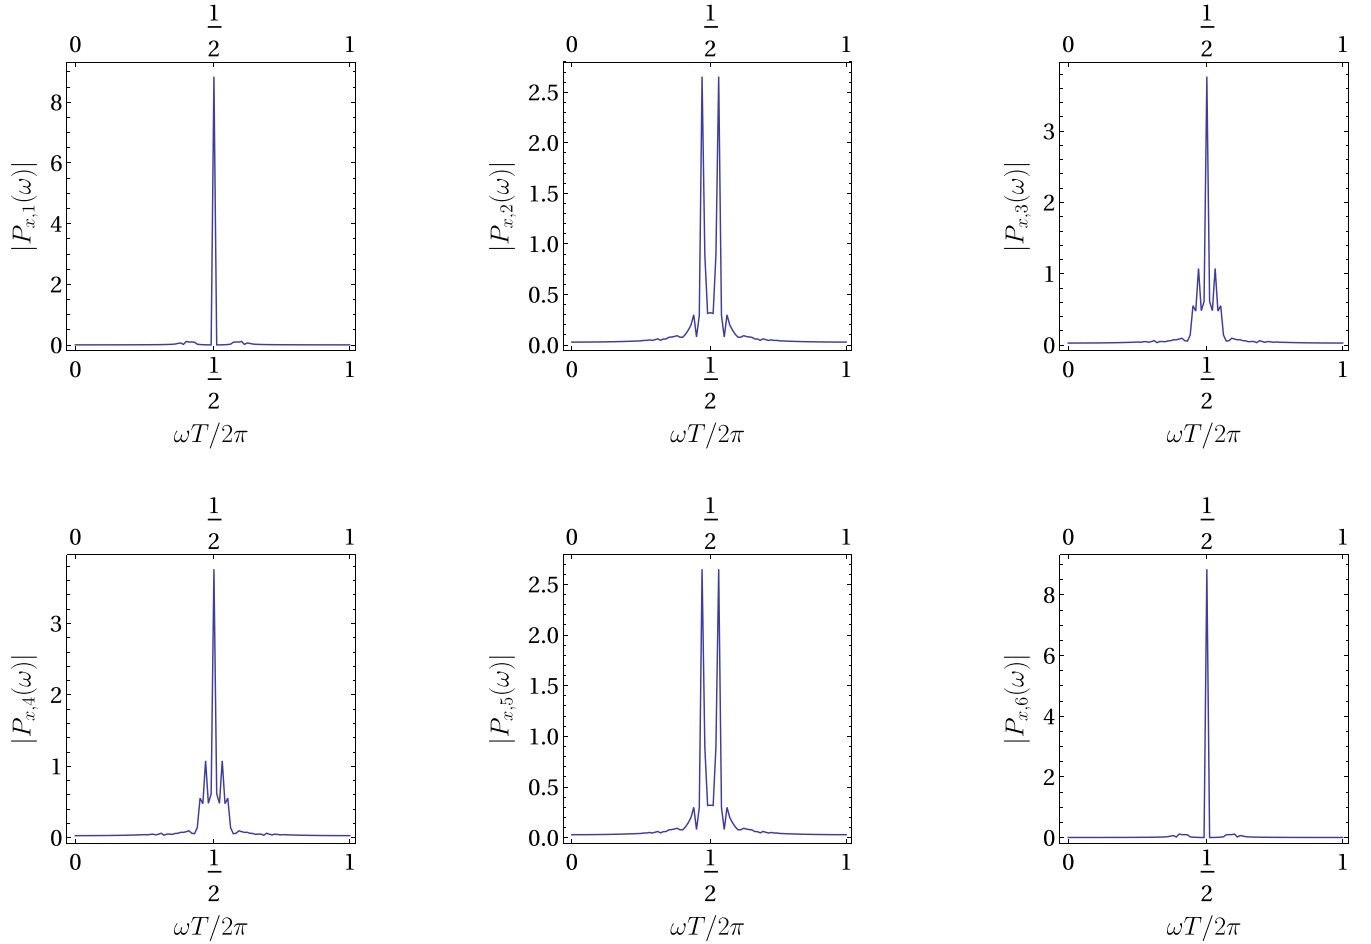 1/2 1/2 1/2
0 1 0 1 0 1
|P_{x,1}(ω)| 8 6 4 2 0
|P_{x,2}(ω)| 2.5 2.0 1.5 1.0 0.5 0.0
|P_{x,3}(ω)| 3 2 1 0
0 1/2 1 0 1/2 1 0 1/2 1
ωT/2π ωT/2π ωT/2π
1/2 1/2 1/2
0 1 0 1 0 1
|P_{x,4}(ω)| 3 2 1 0
|P_{x,5}(ω)| 2.5 2.0 1.5 1.0 0.5 0.0
|P_{x,6}(ω)| 8 6 4 2 0
0 1/2 1 0 1/2 1 0 1/2 1
ωT/2π ωT/2π ωT/2π